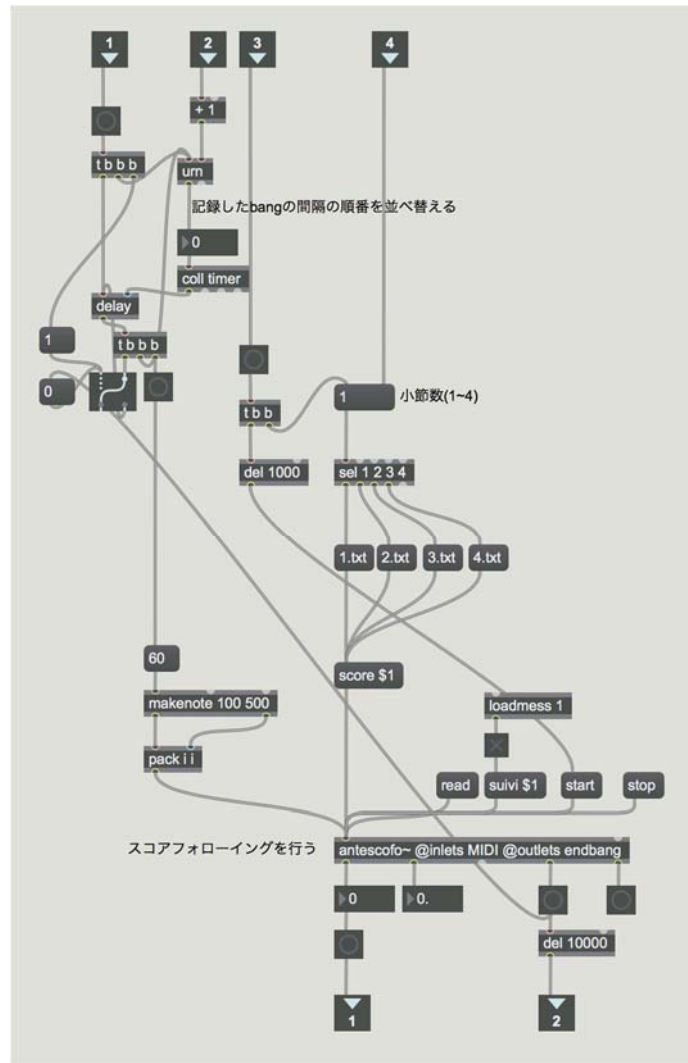 1
2
3
4
+ 1
t b b b
urn
記録したbangの間隔の順番を並べ替える
0
coll timer
delay
t b b b
1
0
1
小節数(1~4)
t b b
del 1000
sel 1 2 3 4
1.txt
2.txt
3.txt
4.txt
60
score $1
makenote 100 500
loadmess 1
pack i i
read
suivi $1
start
stop
スコアフォローイングを行う
antescofo~ @inlets MIDI @outlets endbang
0
0.
del 10000
1
2